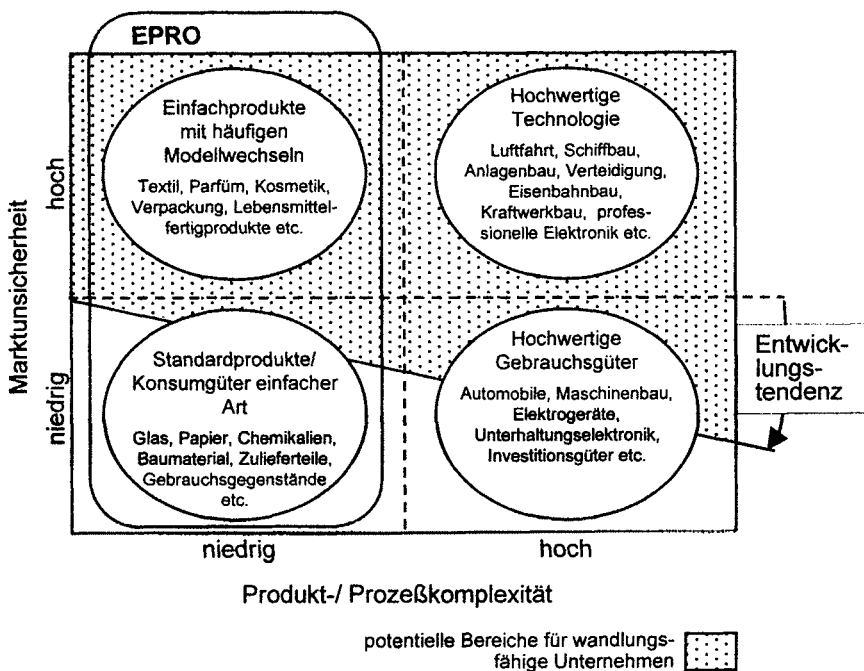 EPRO
Einfachprodukte
mit häufigen
Modellwechseln
Textil, Parfüm, Kosmetik,
Verpackung, Lebensmittel-
fertigprodukte etc.
Hochwertige
Technologie
Luftfahrt, Schiffbau,
Anlagenbau, Verteidigung,
Eisenbahnbau,
Kraftwerkbau, profes-
sionelle Elektronik etc.
Marktunsicherheit
hoch
niedrig
Standardprodukte/
Konsumgüter einfacher
Art
Glas, Papier, Chemikalien,
Baumaterial, Zulieferteile,
Gebrauchsgegenstände
etc.
Hochwertige
Gebrauchsgüter
Automobile, Maschinenbau,
Elektrogeräte,
Unterhaltungselektronik,
Investitionsgüter etc.
Entwick-
lungs-
tendenz
niedrig
hoch
Produkt-/ Prozeßkomplexität
potentielle Bereiche für wandlungs-
fähige Unternehmen